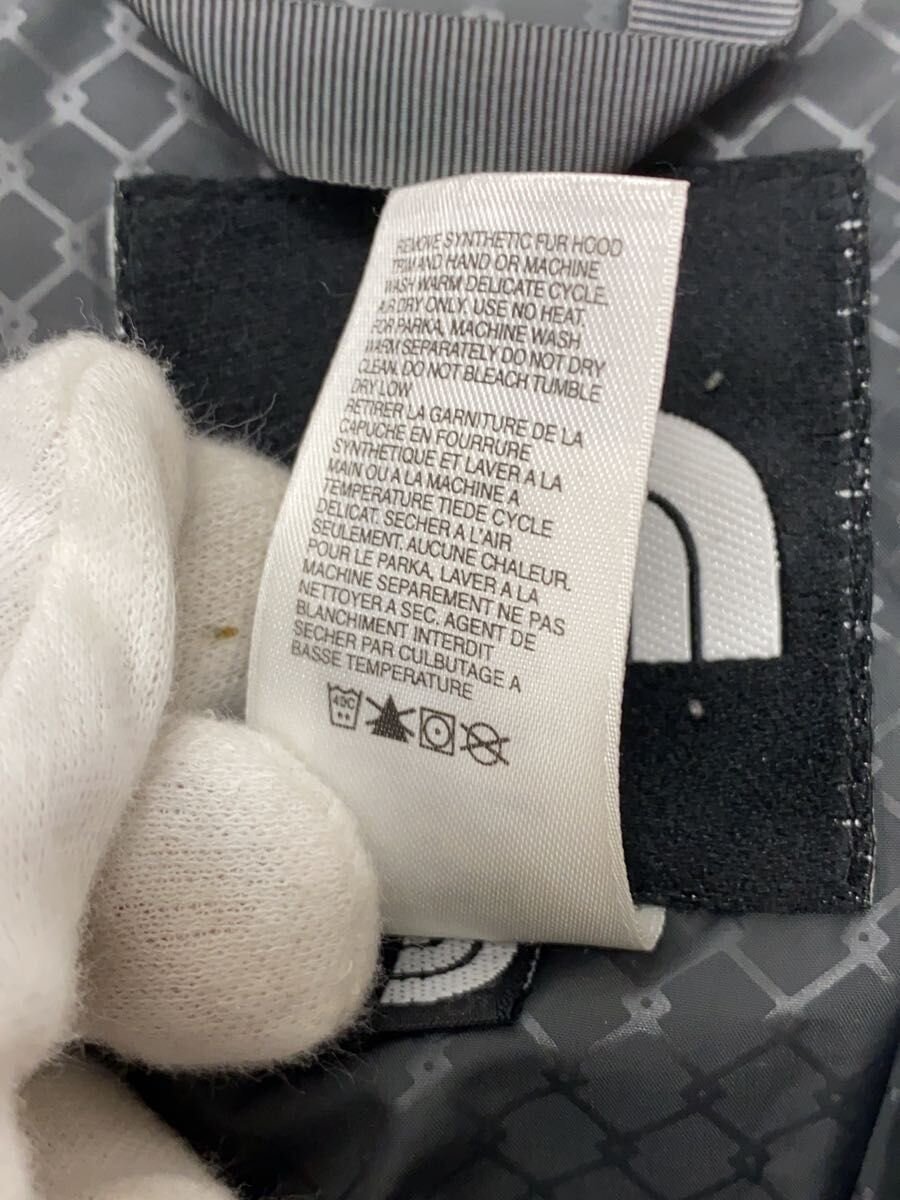 REMOVE SYNTHETIC FUR HOOD
TRIM AND HAND OR MACHINE
WASH WARM DELICATE CYCLE.
AIR DRY ONLY. USE NO HEAT.
FOR PARKA, MACHINE WASH
WARM SEPARATELY DO NOT DRY
CLEAN. DO NOT BLEACH TUMBLE
DRY LOW
RETIRER LA GARNITURE DE LA
CAPUCHE EN FOURRURE
SYNTHETIQUE ET LAVER A LA
MAIN OU A LA MACHINE A
TEMPERATURE TIEDE CYCLE
DELICAT. SECHER A L'AIR
SEULEMENT AUCUNE CHALEUR.
POUR LE PARKA, LAVER A LA
MACHINE SEPAREMENT NE PAS
NETTOYER A SEC. AGENT DE
BLANCHIMENT INTERDIT
SECHER PAR CULBUTAGE A
BASSE TEMPERATURE
40C